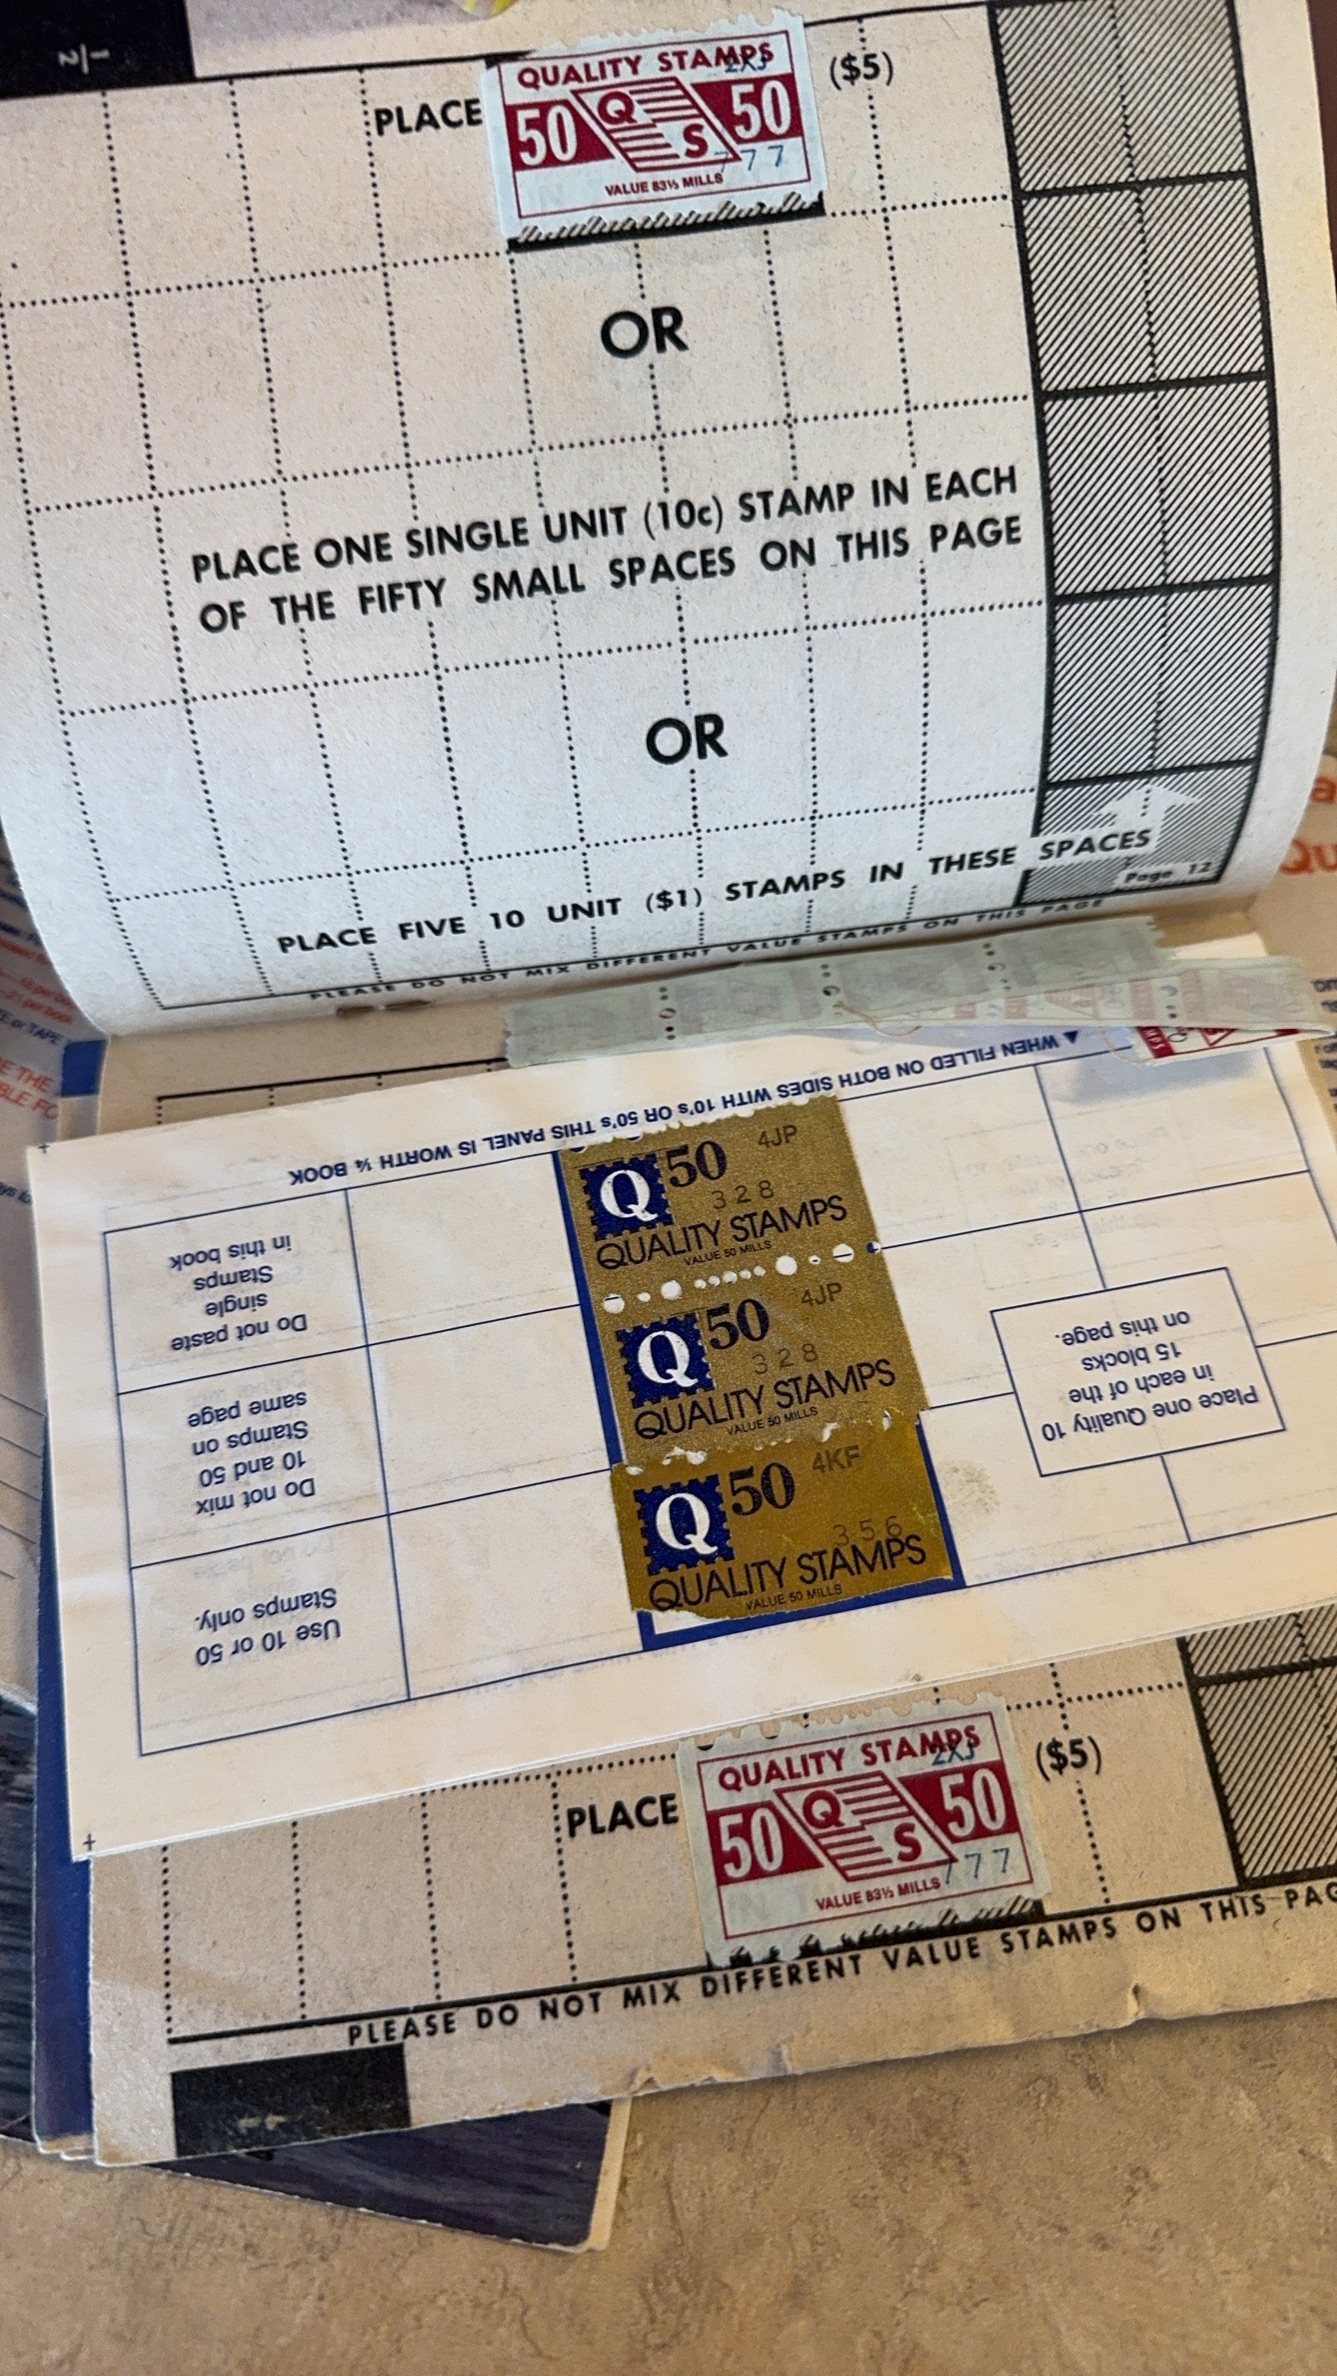 1/2
PLACE
QUALITY STAMPS
2XJ
50 Q S 50
777
VALUE 83⅓ MILLS
($5)
OR
PLACE ONE SINGLE UNIT (10c) STAMP IN EACH
OF THE FIFTY SMALL SPACES ON THIS PAGE
OR
PLACE FIVE 10 UNIT ($1) STAMPS IN THESE SPACES
Page 12
PLEASE DO NOT MIX DIFFERENT VALUE STAMPS ON THIS PAGE
▲ WHEN FILLED ON BOTH SIDES WITH 10's OR 50's THIS PANEL IS WORTH ¼ BOOK
Q 50 4JP
328
QUALITY STAMPS
VALUE 50 MILLS
Q 50 4JP
328
QUALITY STAMPS
VALUE 50 MILLS
Q 50 4KF
356
QUALITY STAMPS
VALUE 50 MILLS
Do not paste
single
Stamps
in this book
Do not mix
10 and 50
Stamps on
same page
Use 10 or 50
Stamps only.
Place one Quality 10
in each of the
15 blocks
on this page.
PLACE
QUALITY STAMPS
2XJ
50 Q S 50
777
VALUE 83⅓ MILLS
($5)
PLEASE DO NOT MIX DIFFERENT VALUE STAMPS ON THIS PAG